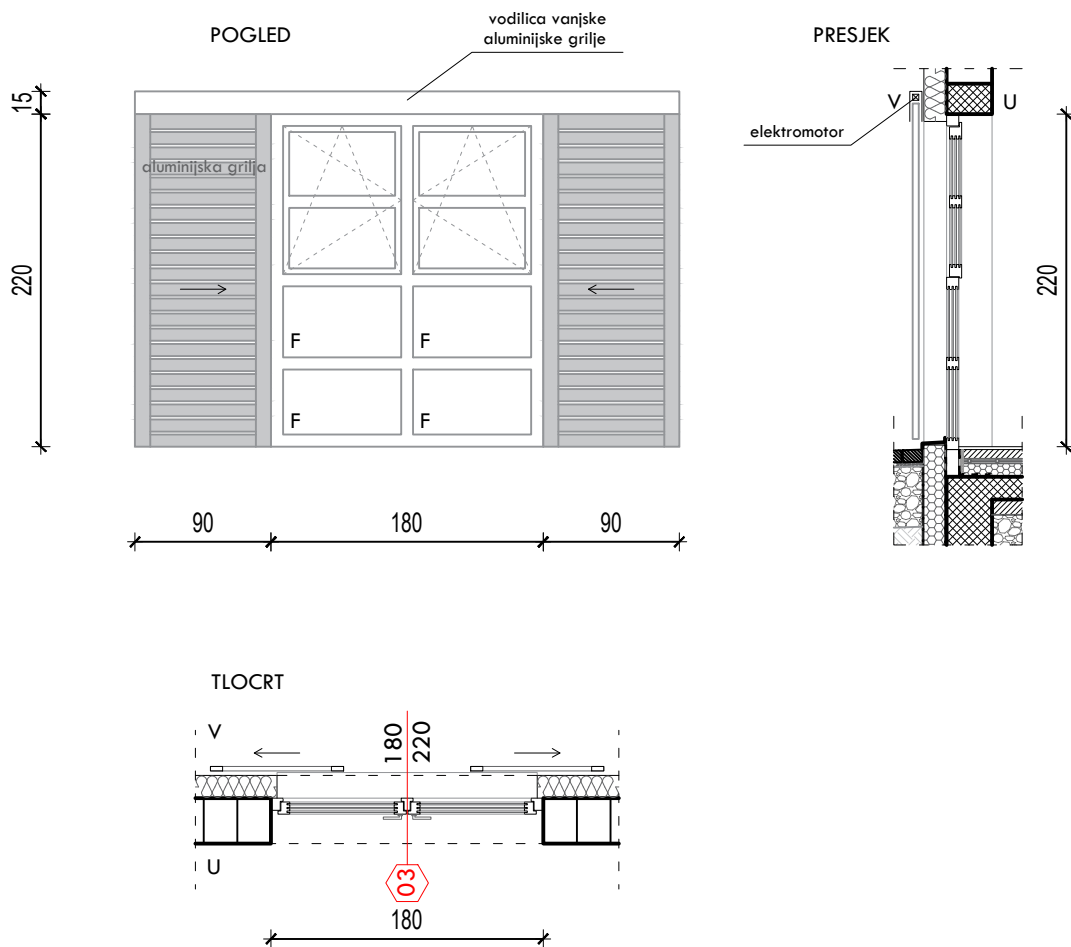 POGLED
vodilica vanjske
aluminijske grilje
PRESJEK
15
V
U
elektromotor
aluminijska grilja
220
220
F
F
F
F
90
180
90
TLOCRT
V
180
220
U
03
180